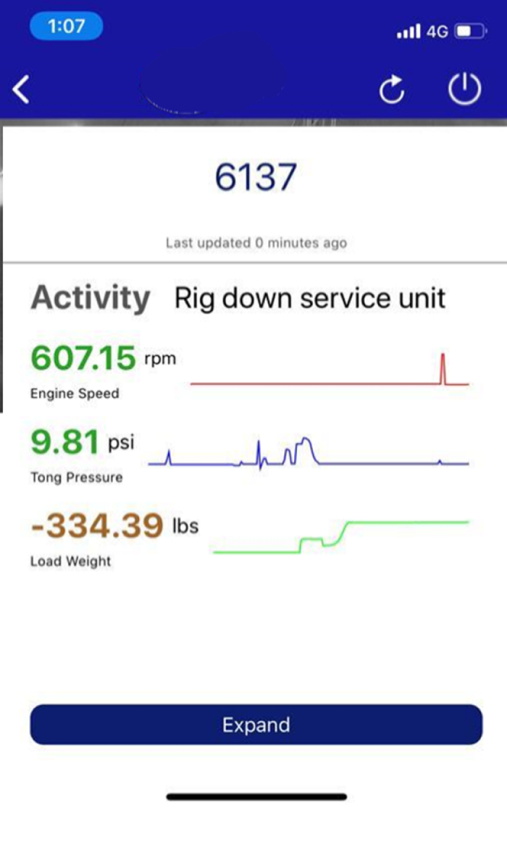 1:07
4G
6137
Last updated 0 minutes ago
Activity Rig down service unit
607.15 rpm
Engine Speed
9.81 psi
Tong Pressure
-334.39 lbs
Load Weight
Expand